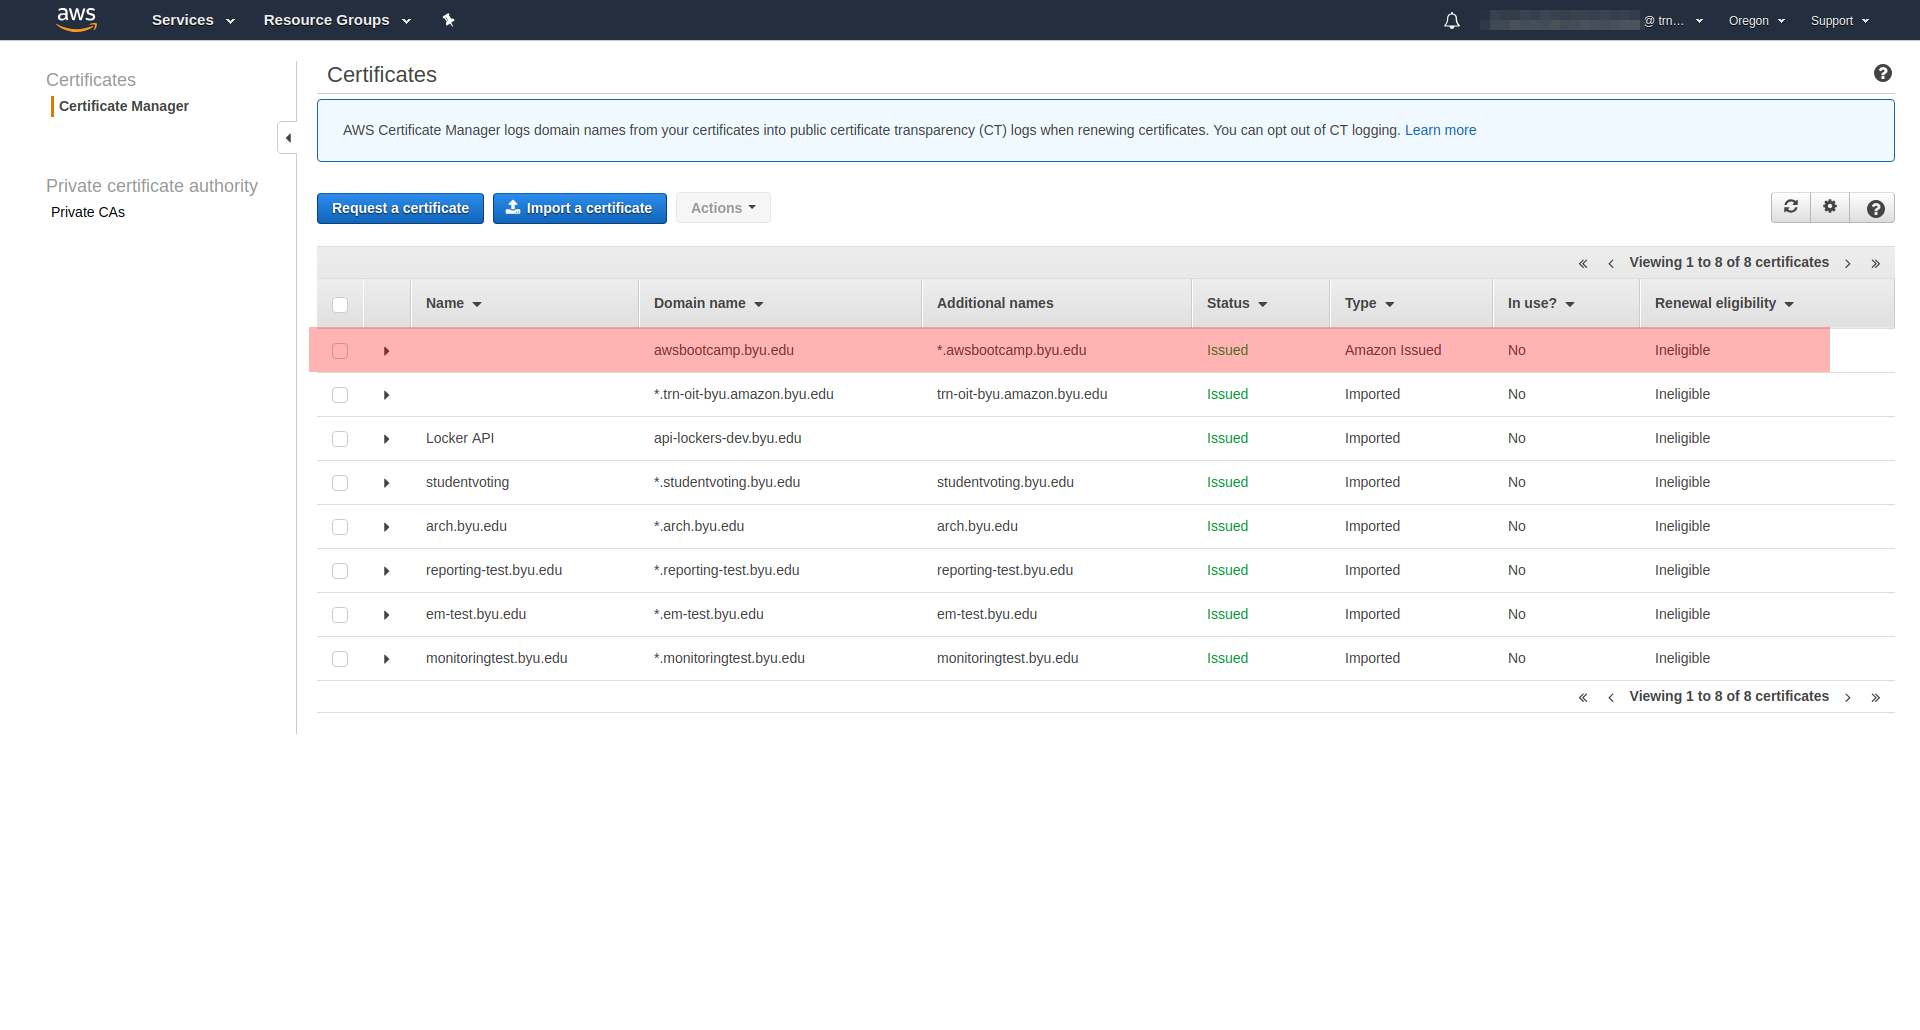 aws Services Resource Groups @ trn... Oregon Support
Certificates
Certificate Manager
Private certificate authority
Private CAs
Certificates
AWS Certificate Manager logs domain names from your certificates into public certificate transparency (CT) logs when renewing certificates. You can opt out of CT logging. Learn more
Request a certificate Import a certificate Actions
« ‹ Viewing 1 to 8 of 8 certificates › »
Name Domain name Additional names Status Type In use? Renewal eligibility
awsbootcamp.byu.edu *.awsbootcamp.byu.edu Issued Amazon Issued No Ineligible
*.trn-oit-byu.amazon.byu.edu trn-oit-byu.amazon.byu.edu Issued Imported No Ineligible
Locker API api-lockers-dev.byu.edu Issued Imported No Ineligible
studentvoting *.studentvoting.byu.edu studentvoting.byu.edu Issued Imported No Ineligible
arch.byu.edu *.arch.byu.edu arch.byu.edu Issued Imported No Ineligible
reporting-test.byu.edu *.reporting-test.byu.edu reporting-test.byu.edu Issued Imported No Ineligible
em-test.byu.edu *.em-test.byu.edu em-test.byu.edu Issued Imported No Ineligible
monitoringtest.byu.edu *.monitoringtest.byu.edu monitoringtest.byu.edu Issued Imported No Ineligible
« ‹ Viewing 1 to 8 of 8 certificates › »